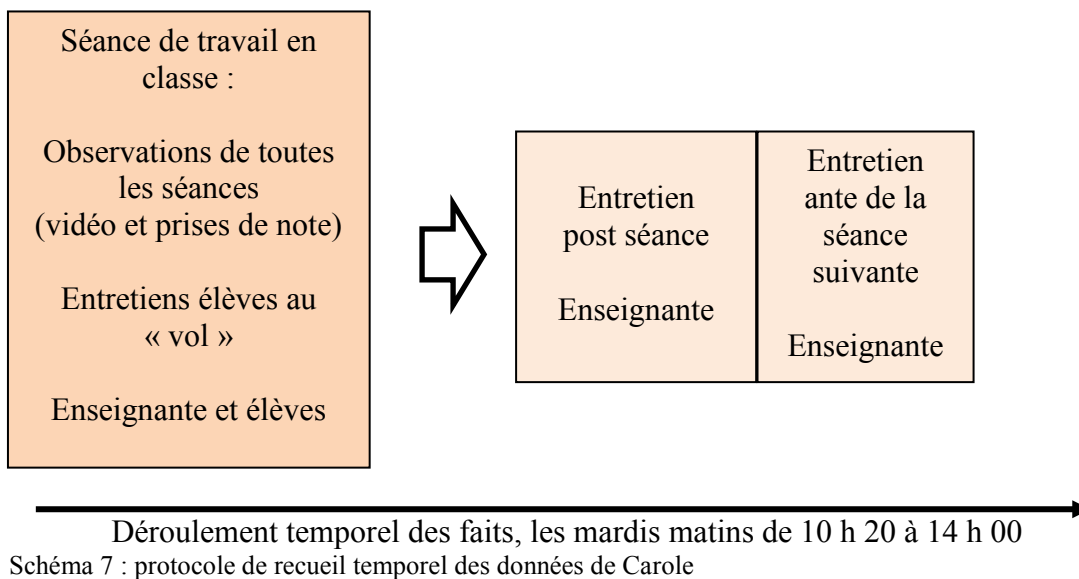 Séance de travail en
classe :
Observations de toutes
les séances
(vidéo et prises de note)
Entretiens élèves au
« vol »
Enseignante et élèves
Entretien
post séance
Enseignante
Entretien
ante de la
séance
suivante
Enseignante
Déroulement temporel des faits, les mardis matins de 10 h 20 à 14 h 00
Schéma 7 : protocole de recueil temporel des données de Carole